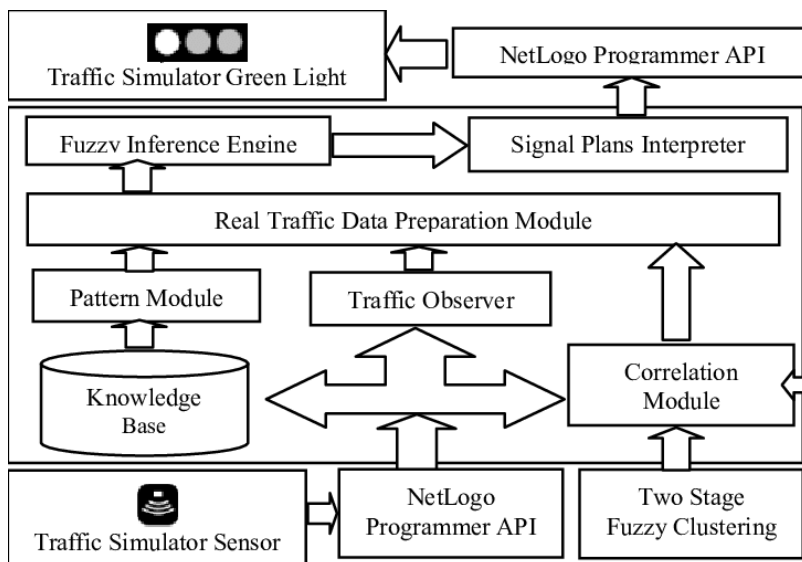 Traffic Simulator Green Light
NetLogo Programmer API
Fuzzy Inference Engine
Signal Plans Interpreter
Real Traffic Data Preparation Module
Pattern Module
Traffic Observer
Knowledge
Base
Correlation
Module
Traffic Simulator Sensor
NetLogo
Programmer API
Two Stage
Fuzzy Clustering